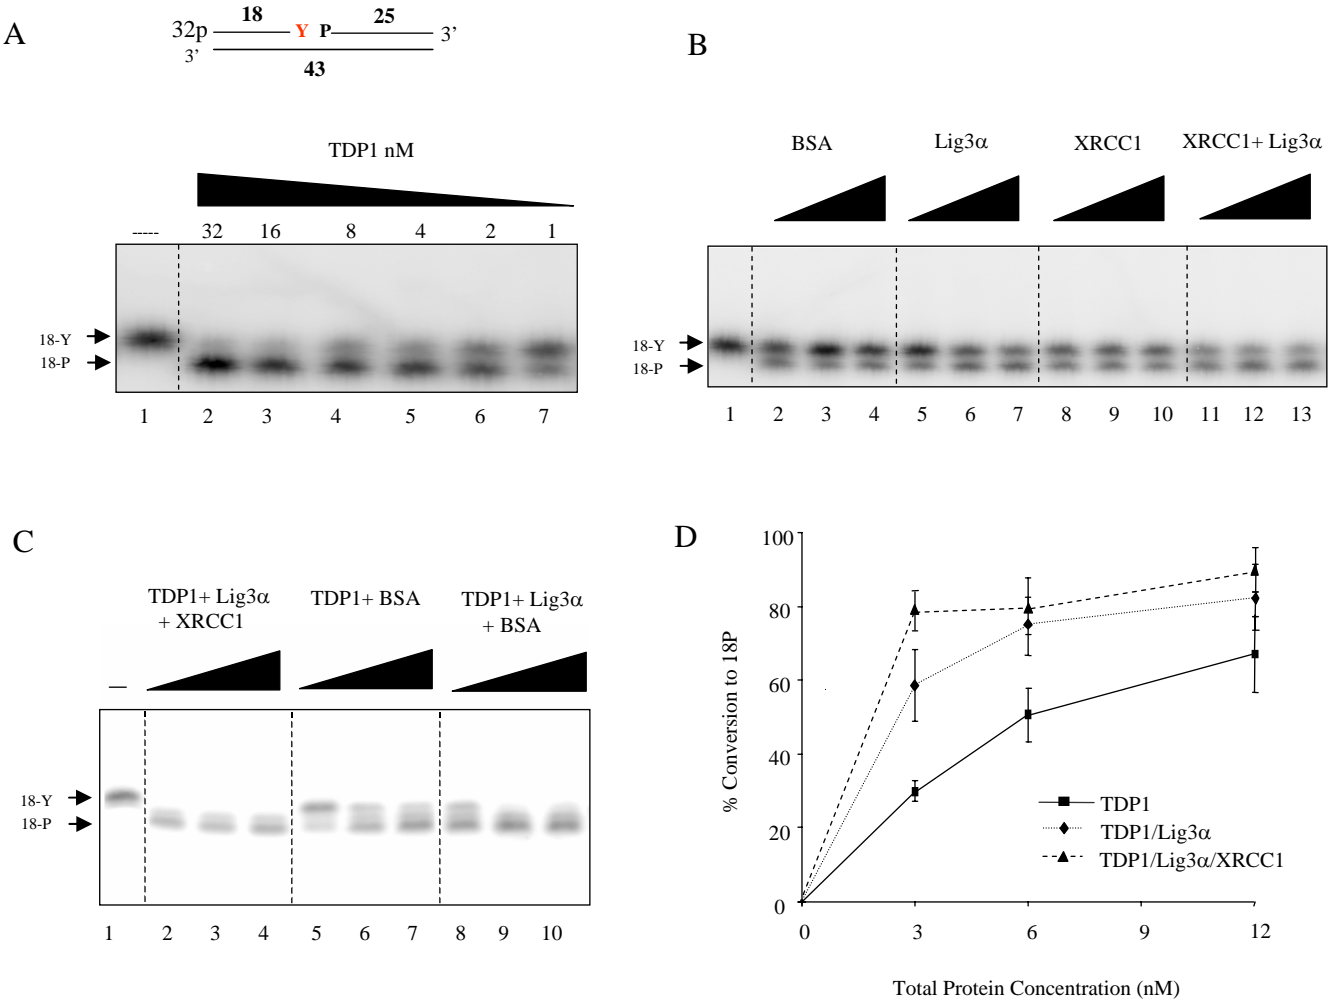 A
18 25
32p Y P 3’
3’
43
TDP1 nM
----- 32 16 8 4 2 1
18-Y
18-P
1 2 3 4 5 6 7
B
BSA Lig3α XRCC1 XRCC1+ Lig3α
18-Y
18-P
1 2 3 4 5 6 7 8 9 10 11 12 13
C
TDP1+ Lig3α
+ XRCC1
TDP1+ BSA
TDP1+ Lig3α
+ BSA
—
18-Y
18-P
1 2 3 4 5 6 7 8 9 10
D
% Conversion to 18P
100
80
60
40
20
0
TDP1
TDP1/Lig3α
TDP1/Lig3α/XRCC1
0 3 6 9 12
Total Protein Concentration (nM)